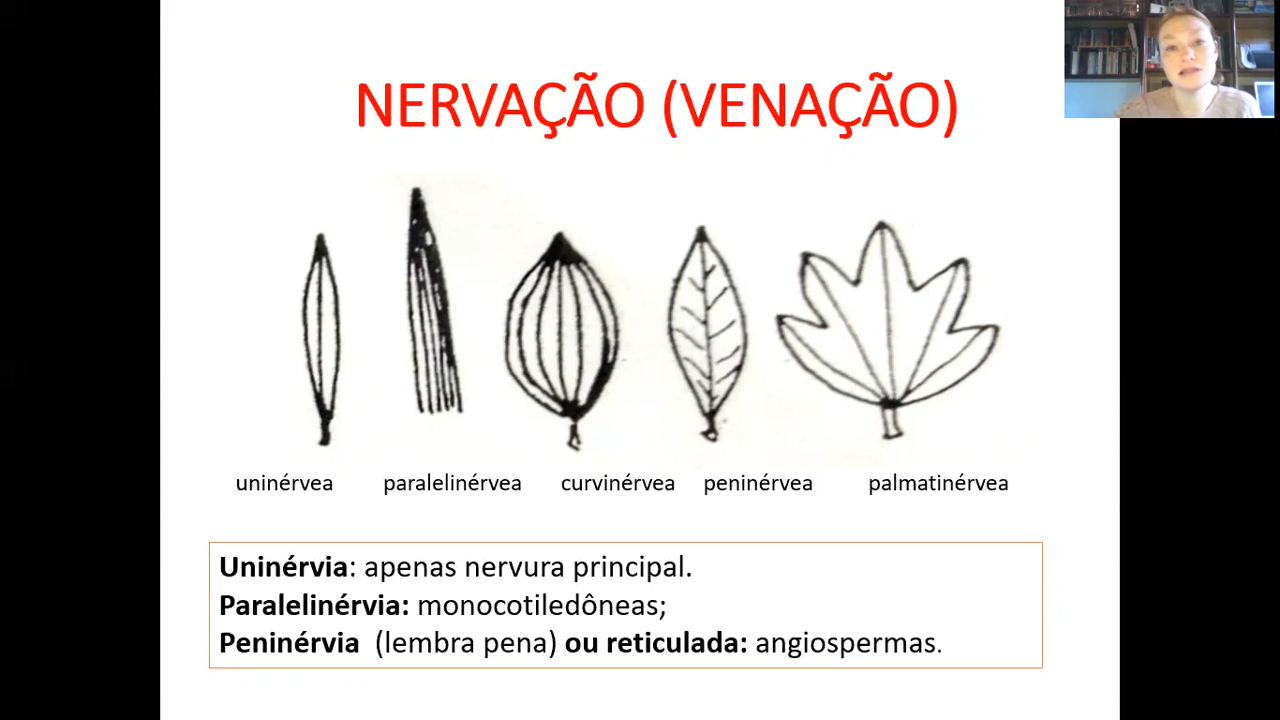 NERVAÇÃO (VENAÇÃO)
uninérvea paralelinérvea curvinérvea peninérvea palmatinérvea
Uninérvia: apenas nervura principal.
Paralelinérvia: monocotiledôneas;
Peninérvia (lembra pena) ou reticulada: angiospermas.